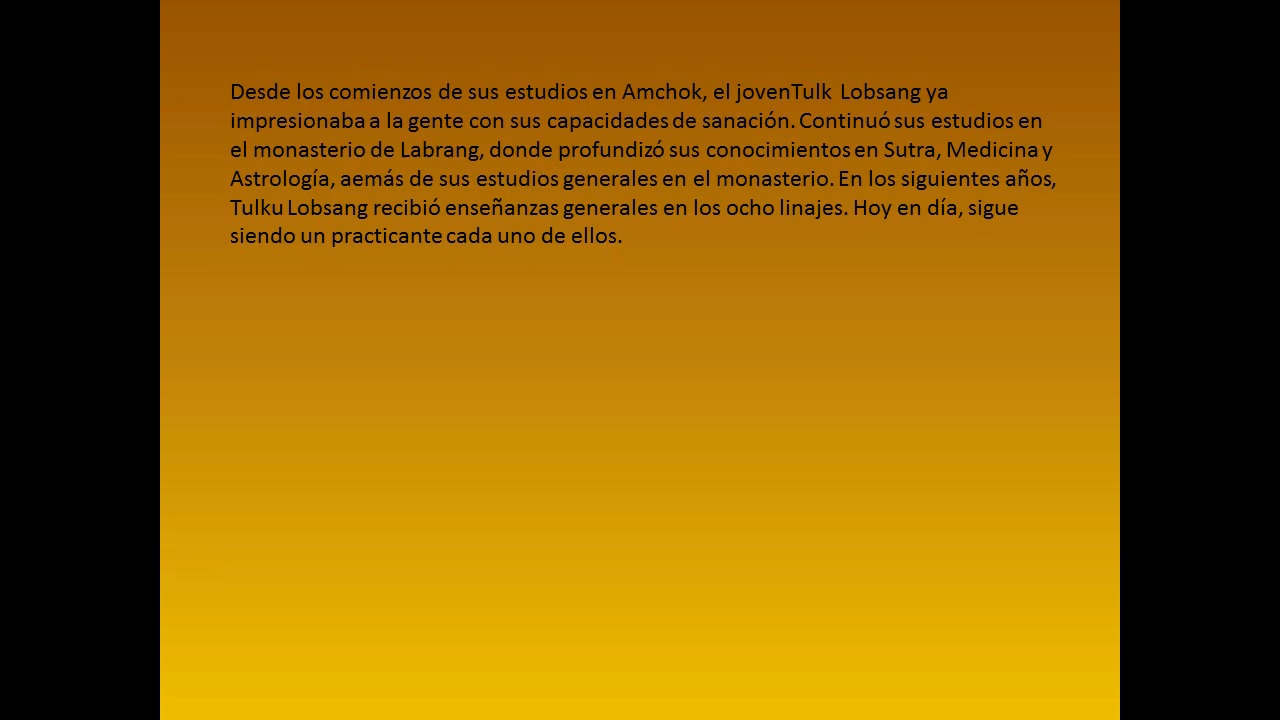 Desde los comienzos de sus estudios en Amchok, el jovenTulk Lobsang ya
impresionaba a la gente con sus capacidades de sanación. Continuó sus estudios en
el monasterio de Labrang, donde profundizó sus conocimientos en Sutra, Medicina y
Astrología, aemás de sus estudios generales en el monasterio. En los siguientes años,
Tulku Lobsang recibió enseñanzas generales en los ocho linajes. Hoy en día, sigue
siendo un practicante cada uno de ellos.